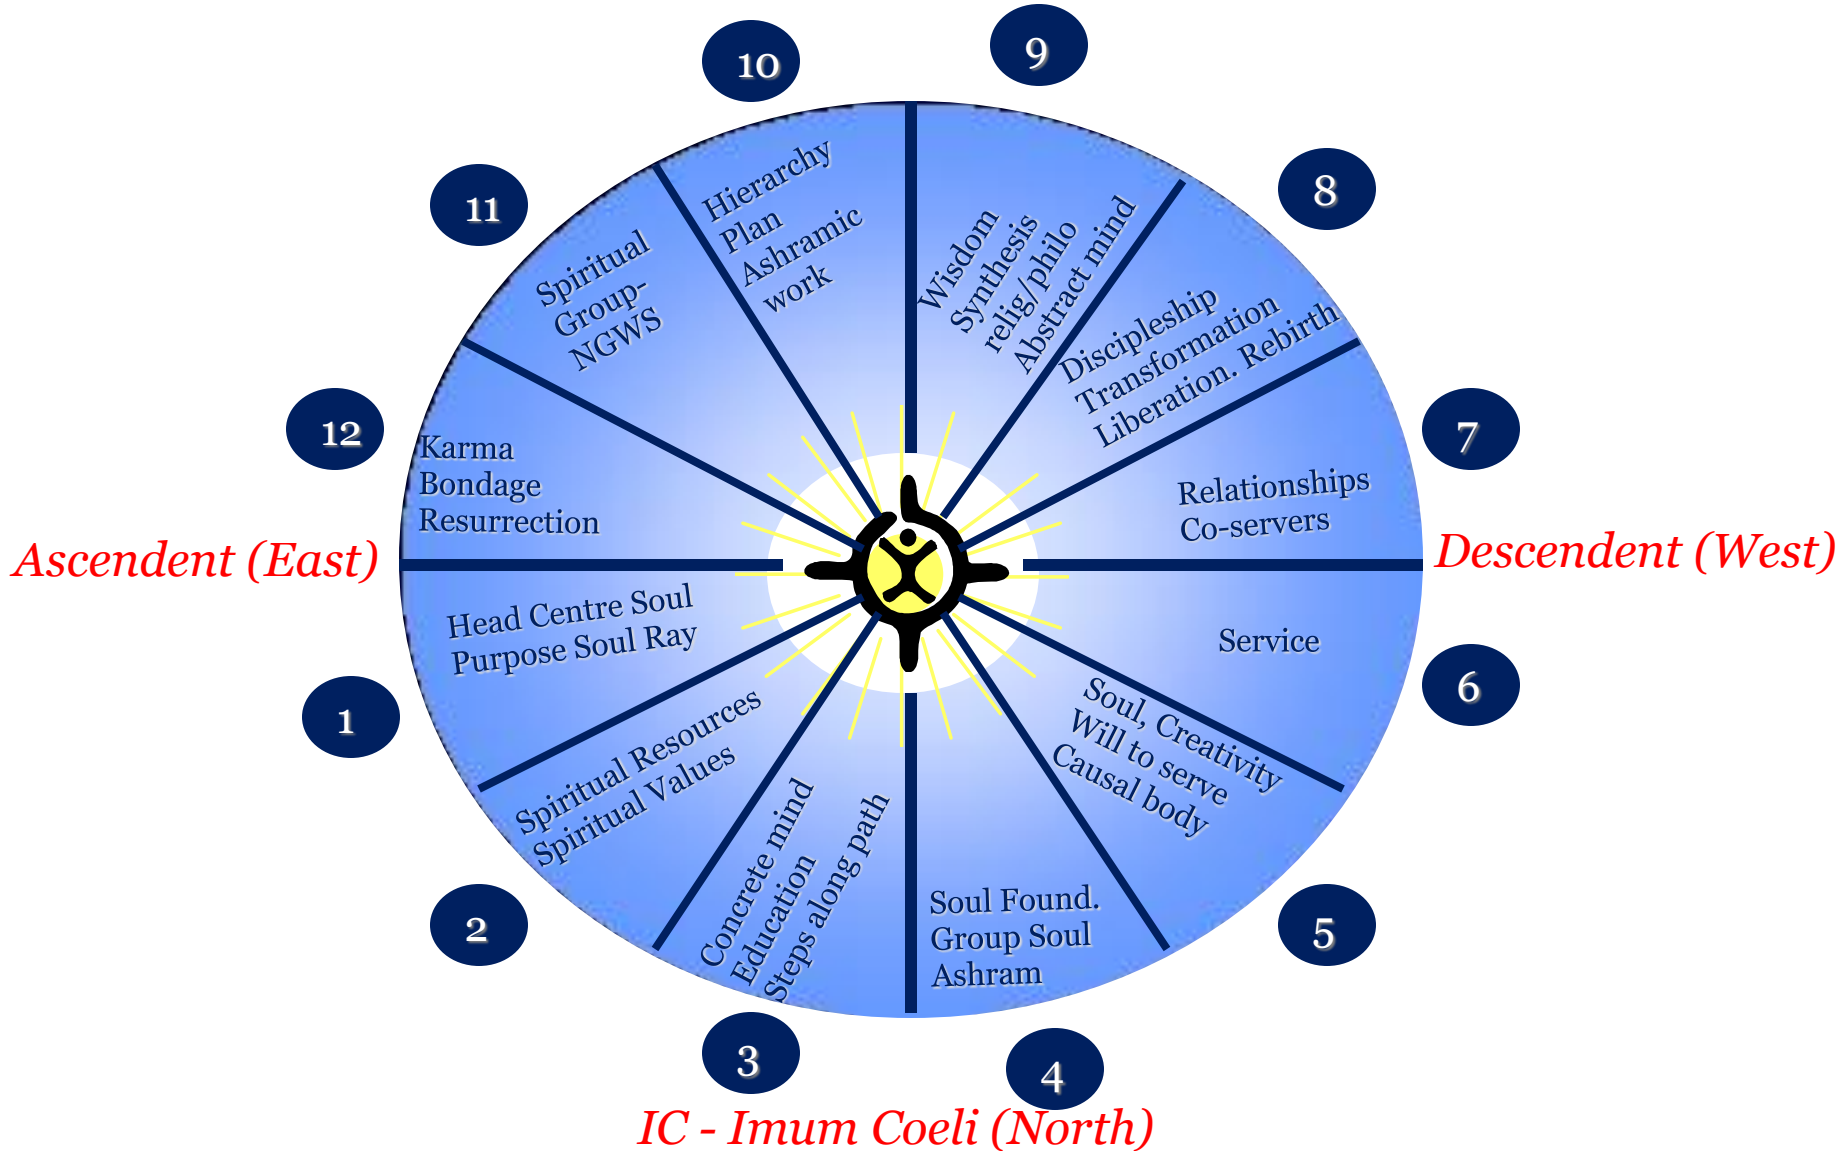 10
9
11
8
Hierarchy
Plan
Ashramic
work
Wisdom
Synthesis
relig/philo
Abstract mind
Spiritual
Group-
NGWS
Discipleship
Transformation
Liberation. Rebirth
12
7
Karma
Bondage
Resurrection
Relationships
Co-servers
Ascendent (East)
Descendent (West)
Head Centre Soul
Purpose Soul Ray
Service
1
6
Spiritual Resources
Spiritual Values
Soul, Creativity
Will to serve
Causal body
Concrete mind
Education
Steps along path
Soul Found.
Group Soul
Ashram
2
5
3
4
IC - Imum Coeli (North)